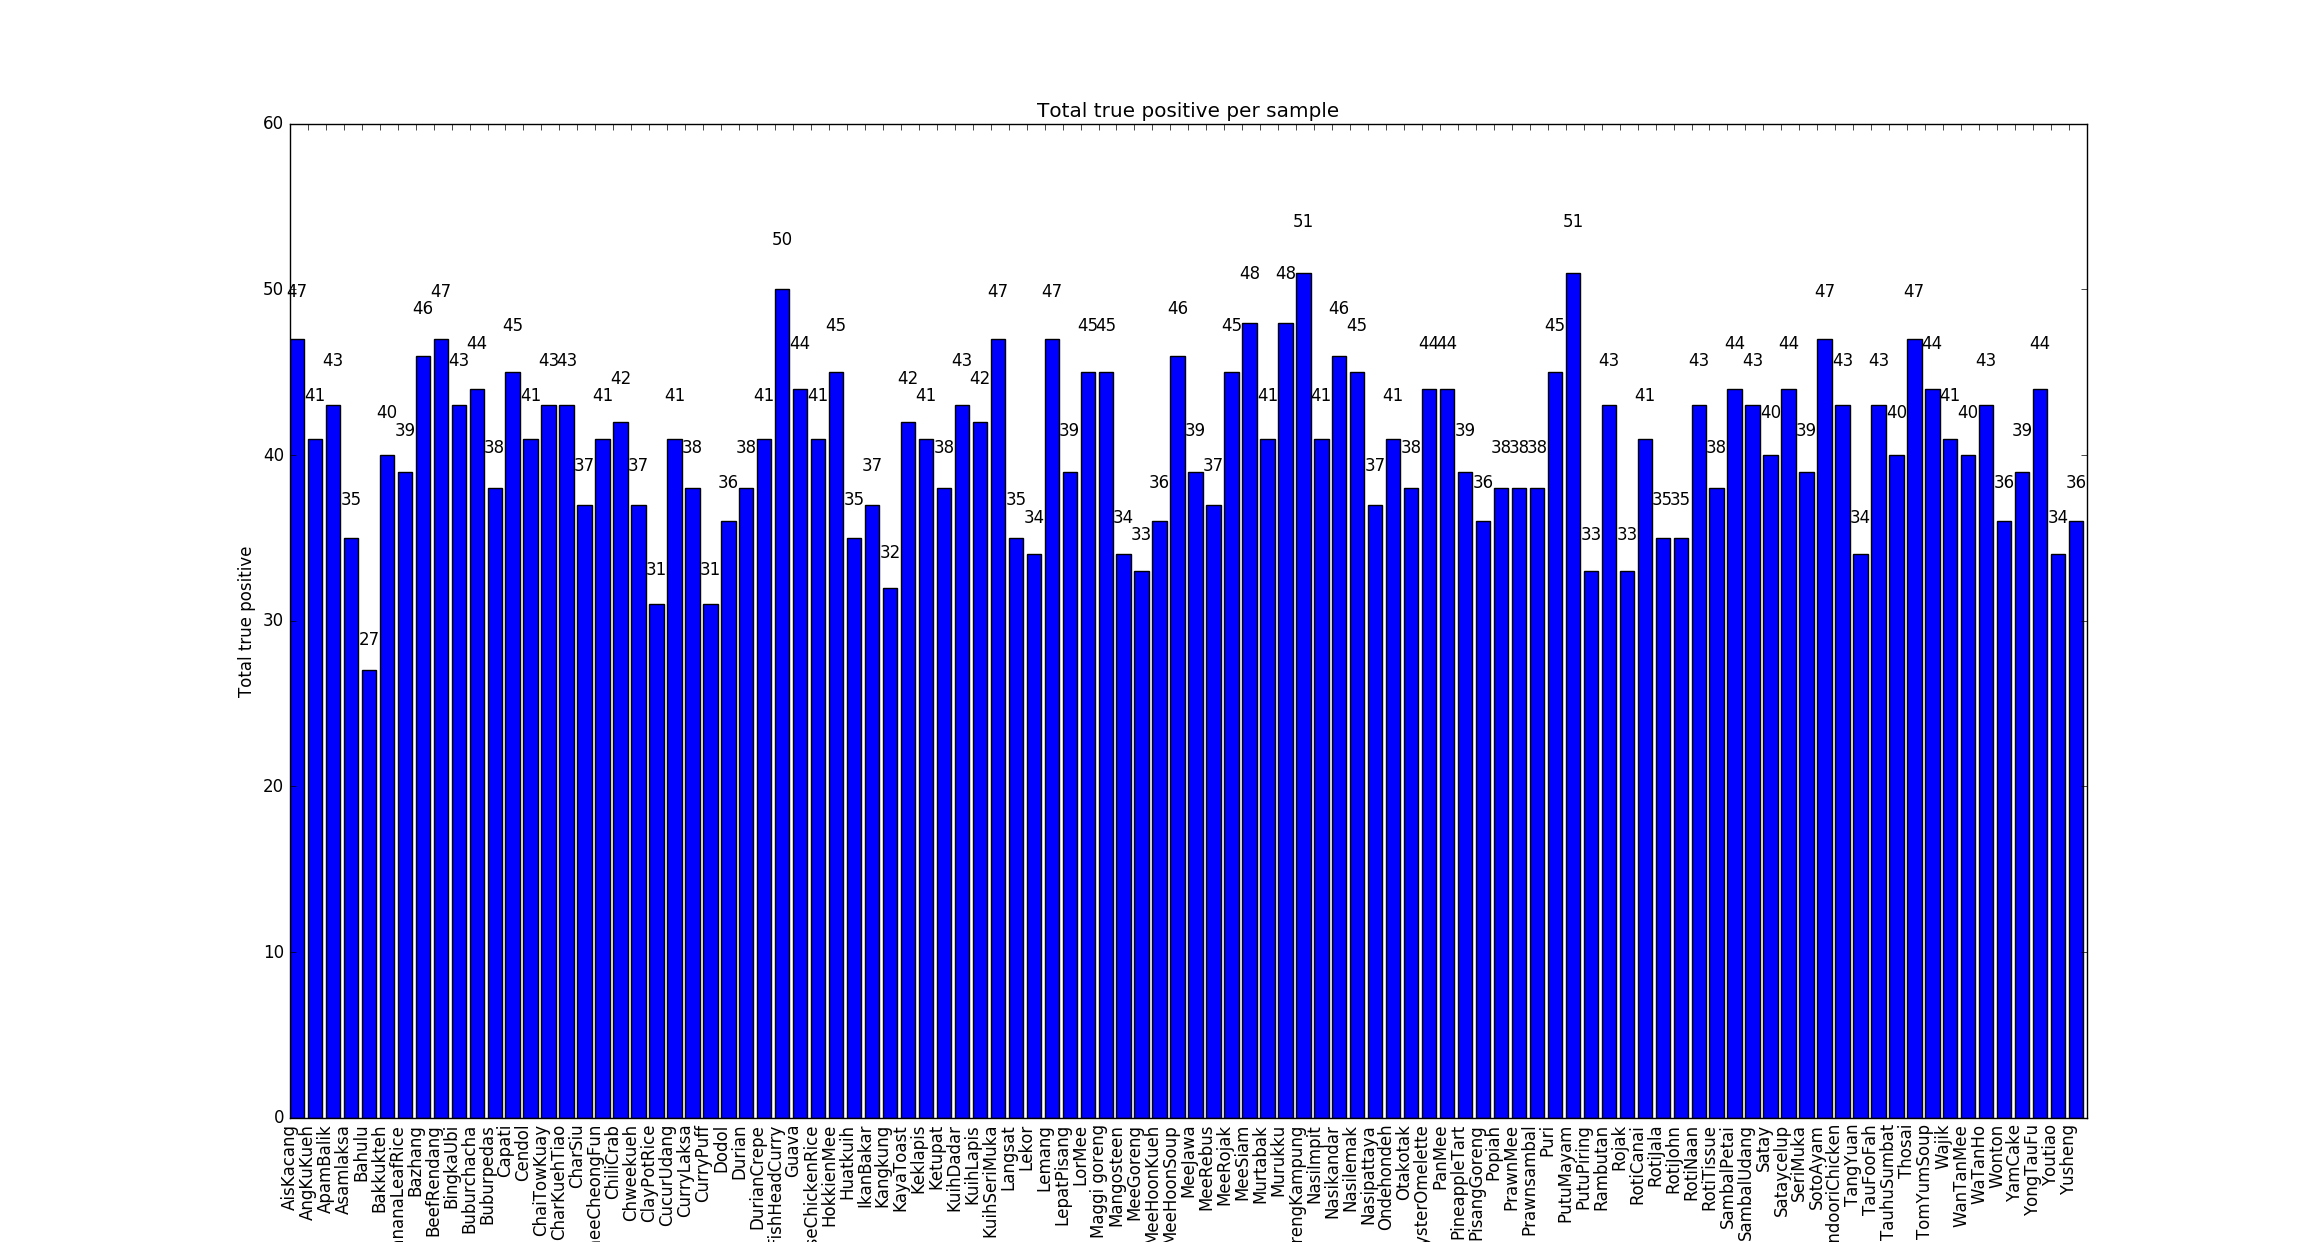 Total true positive per sample
Total true positive
60
50
40
30
20
10
0
47
41
43
35
27
40
39
46
47
43
44
38
45
41
43
43
37
41
42
37
31
41
38
31
36
38
41
50
44
41
45
35
37
32
42
41
38
43
42
47
35
34
47
39
45
45
34
33
36
46
39
37
45
48
41
48
51
41
46
45
37
41
38
44
44
39
36
38
38
38
45
51
33
43
33
41
35
35
43
38
44
43
40
44
39
47
43
34
43
40
47
44
41
40
43
36
39
44
34
36
AisKacang
AngKuKueh
ApamBalik
Asamlaksa
Bahulu
Bakkukteh
nanaLeafRice
Bazhang
BeefRendang
BingkaUbi
Buburchacha
Buburpedas
Capati
Cendol
ChaiTowKuay
CharKuehTiao
CharSiu
eeCheongFun
ChiliCrab
Chweekueh
ClayPotRice
CucurUdang
CurryLaksa
CurryPuff
Dodol
Durian
DurianCrepe
FishHeadCurry
Guava
seChickenRice
HokkienMee
Huatkuih
IkanBakar
Kangkung
KayaToast
Keklapis
Ketupat
KuihDadar
KuihLapis
KuihSeriMuka
Langsat
Lekor
Lemang
LepatPisang
LorMee
Maggi goreng
Mangosteen
MeeGoreng
MeeHoonKueh
MeeHoonSoup
MeeJawa
MeeRebus
MeeRojak
MeeSiam
Murtabak
Murukku
rengKampung
NasiImpit
Nasikandar
Nasilemak
Nasipattaya
Ondehondeh
Otakotak
ysterOmelette
PanMee
PineappleTart
PisangGoreng
Popiah
PrawnMee
Prawnsambal
Puri
PutuMayam
PutuPiring
Rambutan
Rojak
RotiCanai
RotiJala
RotiJohn
RotiNaan
RotiTissue
SambalPetai
SambalUdang
Satay
Sataycelup
SeriMuka
SotoAyam
ndooriChicken
TangYuan
TauFooFah
TauhuSumbat
Thosai
TomYumSoup
Wajik
WanTanMee
WaTanHo
Wonton
YamCake
YongTauFu
Youtiao
Yusheng